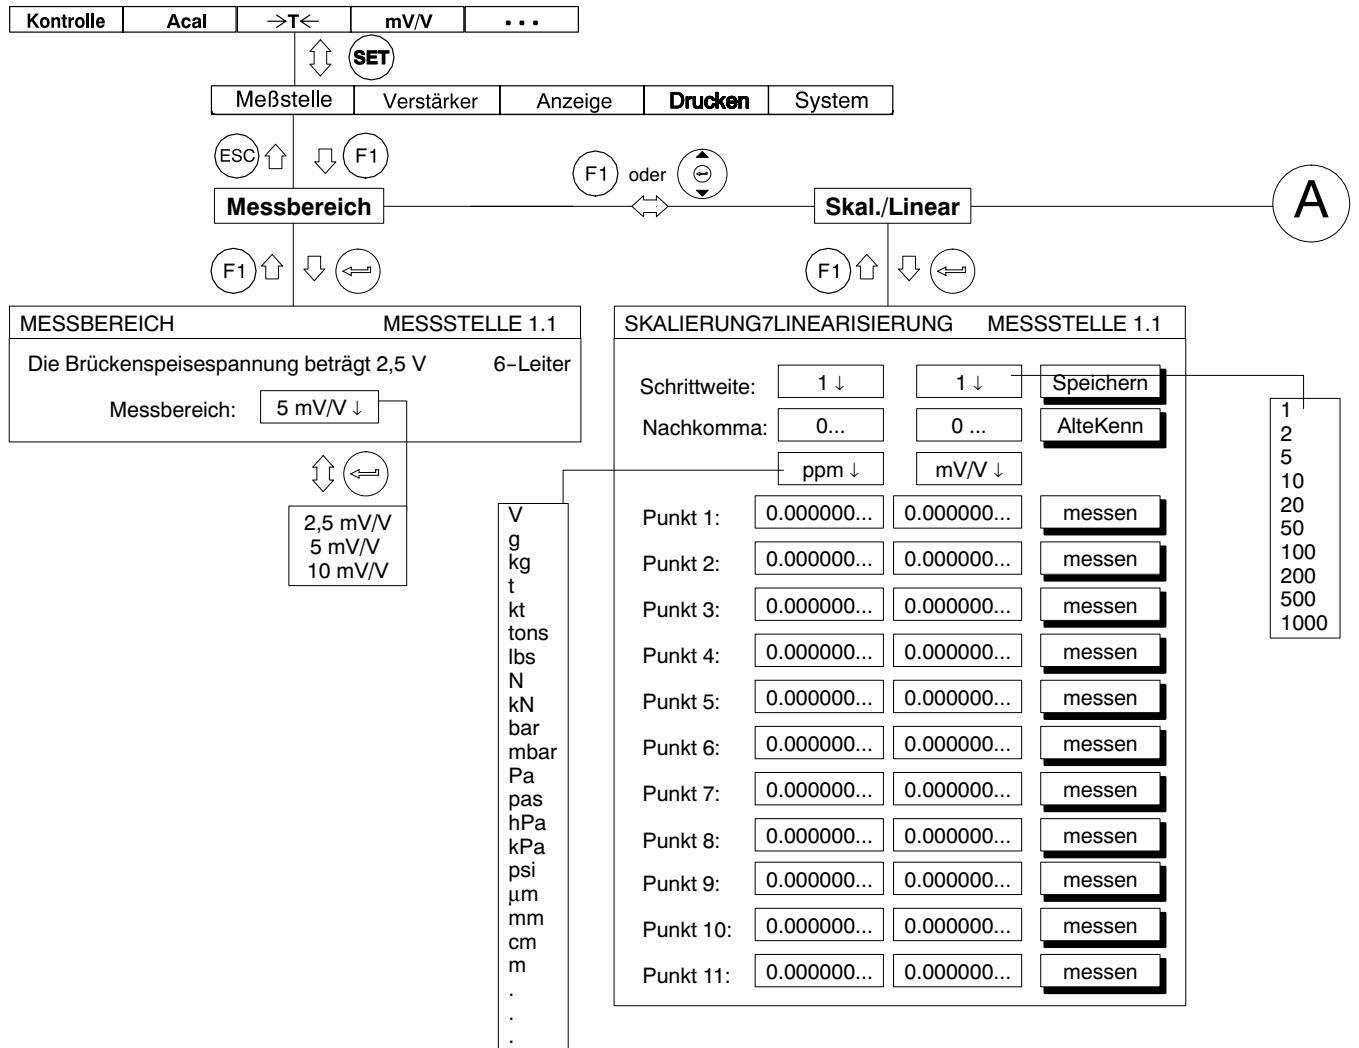 Kontrolle Acal →T← mV/V ...
SET
Meßstelle Verstärker Anzeige Drucken System
ESC F1
F1 oder
Messbereich Skal./Linear A
F1 F1
MESSBEREICH MESSSTELLE 1.1
Die Brückenspeisespannung beträgt 2,5 V 6-Leiter
Messbereich: 5 mV/V ↓
2,5 mV/V
5 mV/V
10 mV/V
SKALIERUNG7LINEARISIERUNG MESSSTELLE 1.1
Schrittweite: 1 ↓ 1 ↓ Speichern
Nachkomma: 0... 0 ... AlteKenn
ppm ↓ mV/V ↓
Punkt 1: 0.000000... 0.000000... messen
Punkt 2: 0.000000... 0.000000... messen
Punkt 3: 0.000000... 0.000000... messen
Punkt 4: 0.000000... 0.000000... messen
Punkt 5: 0.000000... 0.000000... messen
Punkt 6: 0.000000... 0.000000... messen
Punkt 7: 0.000000... 0.000000... messen
Punkt 8: 0.000000... 0.000000... messen
Punkt 9: 0.000000... 0.000000... messen
Punkt 10: 0.000000... 0.000000... messen
Punkt 11: 0.000000... 0.000000... messen
V
g
kg
t
kt
tons
lbs
N
kN
bar
mbar
Pa
pas
hPa
kPa
psi
µm
mm
cm
m
.
.
.
1
2
5
10
20
50
100
200
500
1000